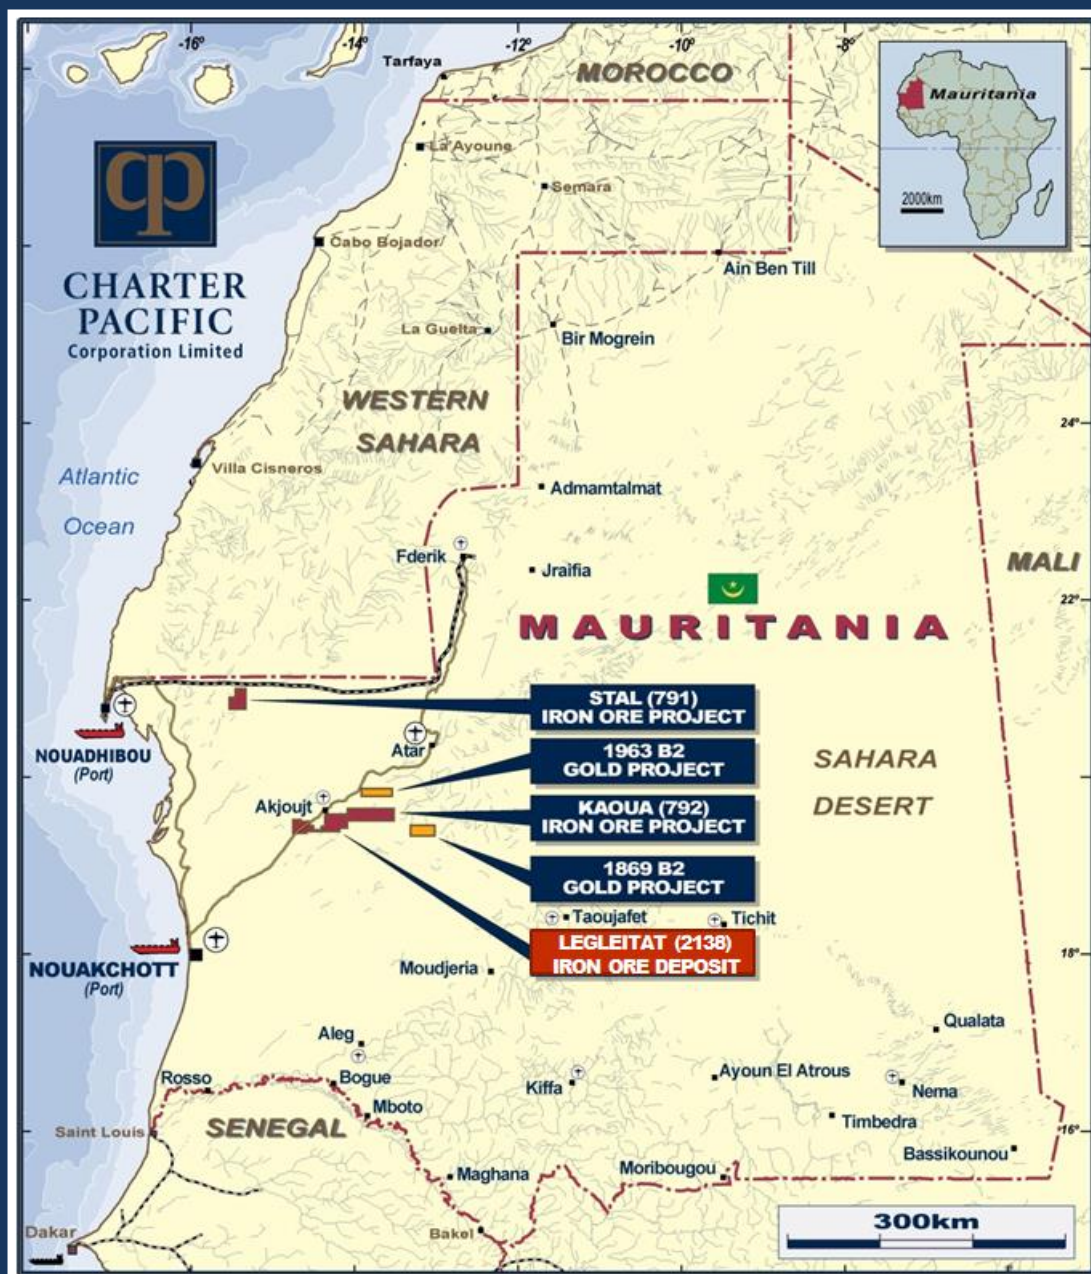 -16°
-14°
-12°
-10°
-8°
Tarfaya
MOROCCO
Mauritania
2000km
La'Ayoune
Semara
Cabo Bojador
Ain Ben Till
CHARTER
PACIFIC
Corporation Limited
La Guelta
Bir Mogrein
WESTERN
SAHARA
24°
Atlantic
Ocean
Villa Cisneros
Admamtalmat
Fderik
Jraifia
MALI
22°
MAURITANIA
STAL (791)
IRON ORE PROJECT
NOUADHIBOU
(Port)
Atar
1963 B2
GOLD PROJECT
SAHARA
DESERT
Akjoujt
KAOUA (792)
IRON ORE PROJECT
1869 B2
GOLD PROJECT
Taoujafet
Tichit
LEGLEITAT (2138)
IRON ORE DEPOSIT
NOUAKCHOTT
(Port)
Moudjeria
18°
Qualata
Aleg
Rosso
Bogue
Kiffa
Ayoun El Atrous
Nema
Mboto
Timbedra
Saint Louis
SENEGAL
16°
Bassikounou
Maghana
Moribougou
Dakar
Bakel
300km